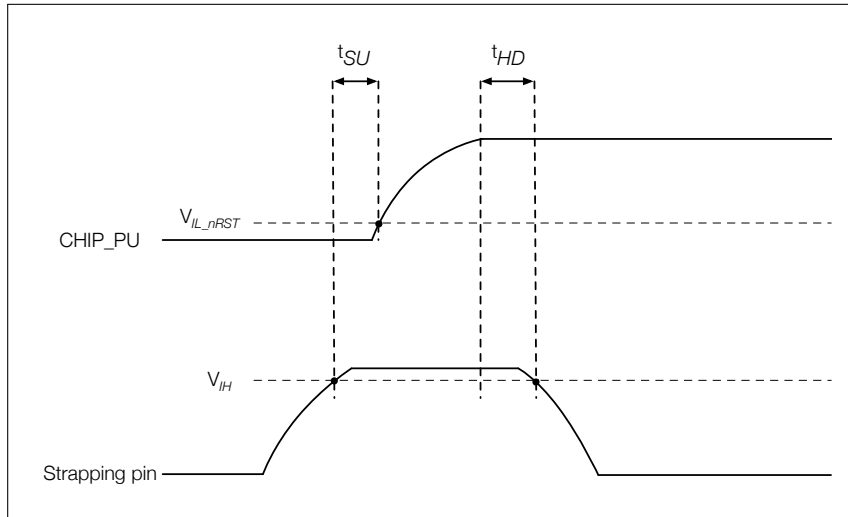 tSU
tHD
VIL_nRST
CHIP_PU
VIH
Strapping pin